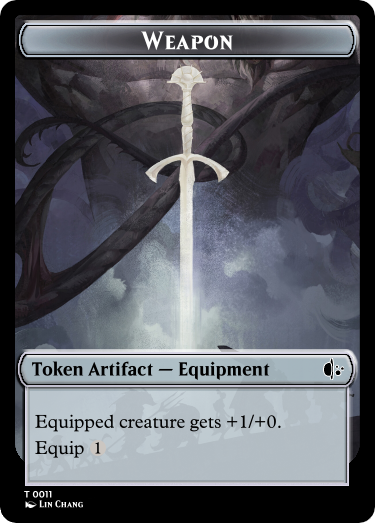 Weapon
Token Artifact — Equipment
Equipped creature gets +1/+0.
Equip 1
T 0011
Lin Chang